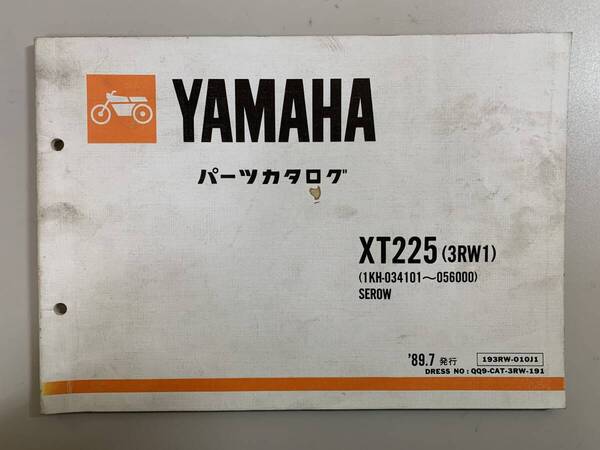 YAMAHA
パーツカタログ
XT225 (3RW1)
(1KH-034101～056000)
SEROW
'89.7 発行
193RW-010J1
DRESS NO : QQ9-CAT-3RW-191